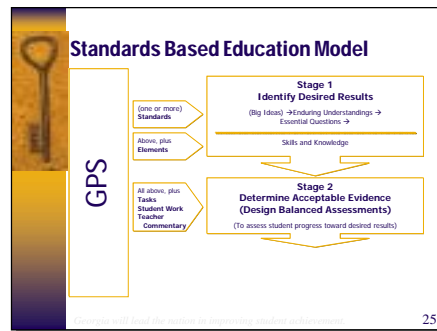 Standards Based Education Model
GPS
(one or more)
Standards
Above, plus
Elements
Stage 1
Identify Desired Results
(Big Ideas) →Enduring Understandings →
Essential Questions →
Skills and Knowledge
All above, plus
Tasks
Student Work
Teacher
Commentary
Stage 2
Determine Acceptable Evidence
(Design Balanced Assessments)
(To assess student progress toward desired results)
Georgia will lead the nation in improving student achievement.
25